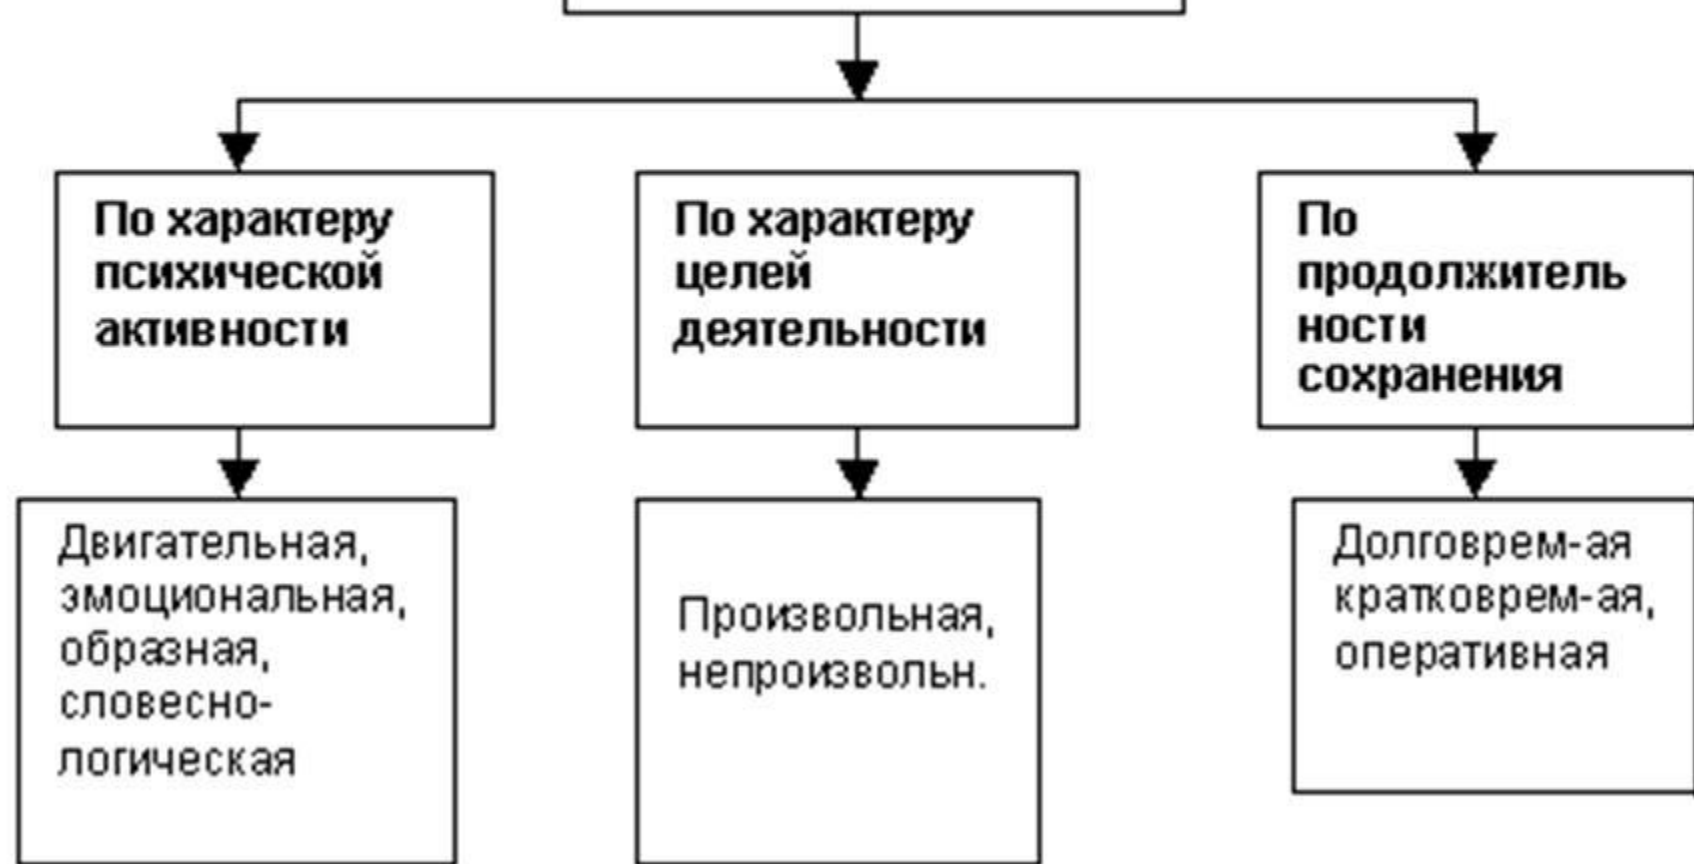 По характеру
психической
активности
По характеру
целей
деятельности
По
продолжитель
ности
сохранения
Двигательная,
эмоциональная,
образная,
словесно-
логическая
Произвольная,
непроизвольн.
Долговрем-ая
кратковрем-ая,
оперативная